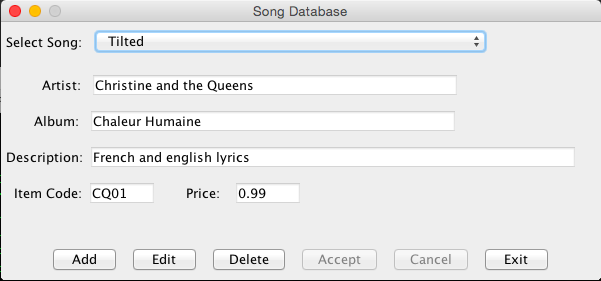 Song Database
Select Song: Tilted
Artist: Christine and the Queens
Album: Chaleur Humaine
Description: French and english lyrics
Item Code: CQ01 Price: 0.99
Add Edit Delete Accept Cancel Exit